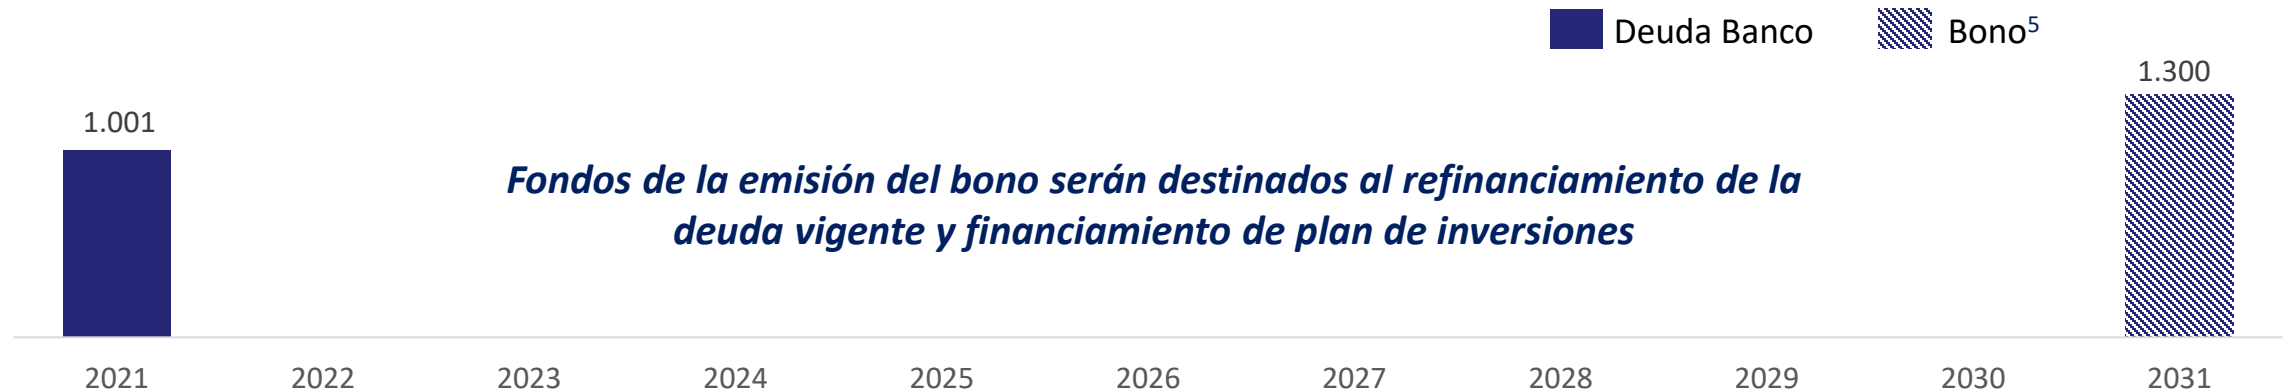 Deuda Banco Bono5
1.300
1.001
Fondos de la emisión del bono serán destinados al refinanciamiento de la
deuda vigente y financiamiento de plan de inversiones
2021 2022 2023 2024 2025 2026 2027 2028 2029 2030 2031